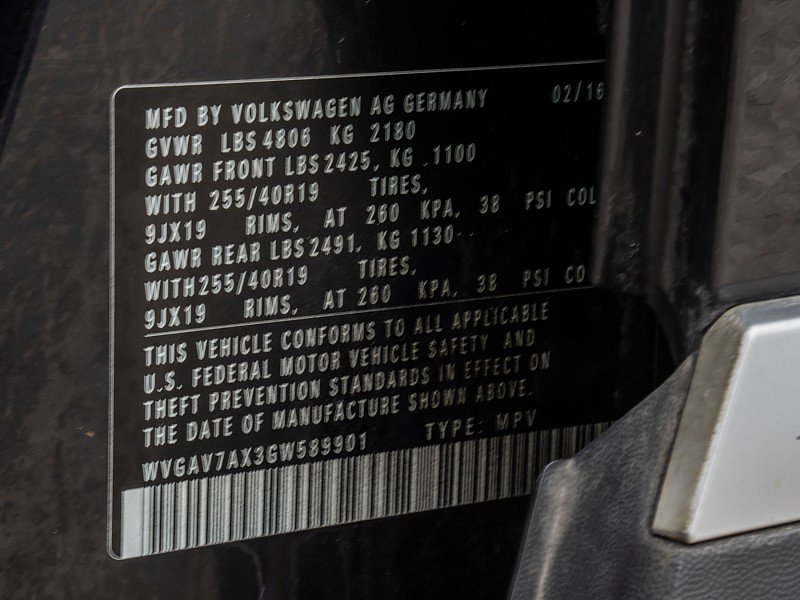 MFD BY VOLKSWAGEN AG GERMANY 02/16
GVWR LBS 4806 KG 2180
GAWR FRONT LBS 2425, KG .1100
WITH 255/40R19 TIRES,
9JX19 RIMS, AT 260 KPA, 38 PSI COL
GAWR REAR LBS 2491, KG 1130
WITH 255/40R19 TIRES,
9JX19 RIMS, AT 260 KPA, 38 PSI CO
THIS VEHICLE CONFORMS TO ALL APPLICABLE
U.S. FEDERAL MOTOR VEHICLE SAFETY AND
THEFT PREVENTION STANDARDS IN EFFECT ON
THE DATE OF MANUFACTURE SHOWN ABOVE.
WVGAV7AX3GW589901 TYPE: MPV